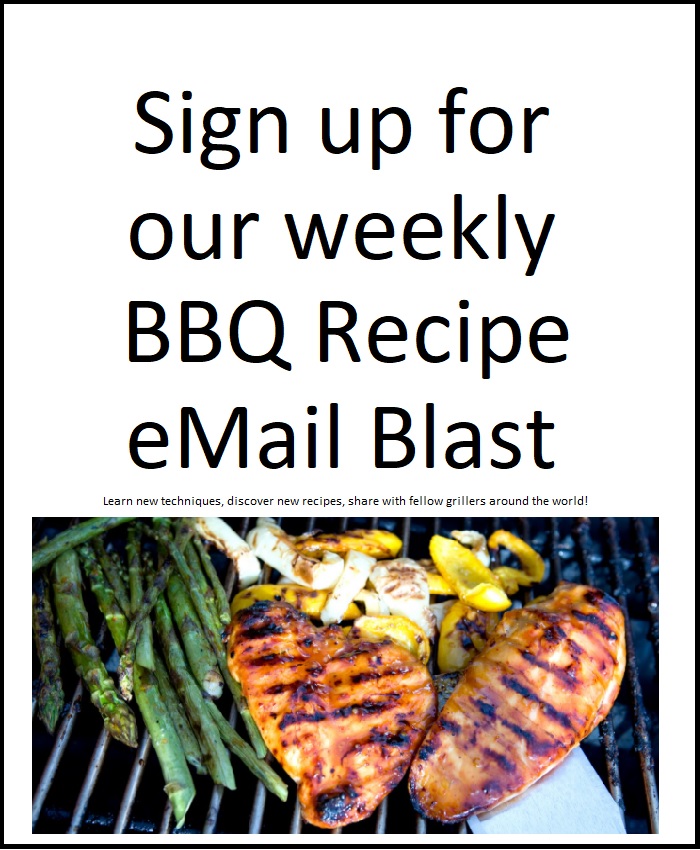 Sign up for
our weekly
BBQ Recipe
eMail Blast
Learn new techniques, discover new recipes, share with fellow grillers around the world!